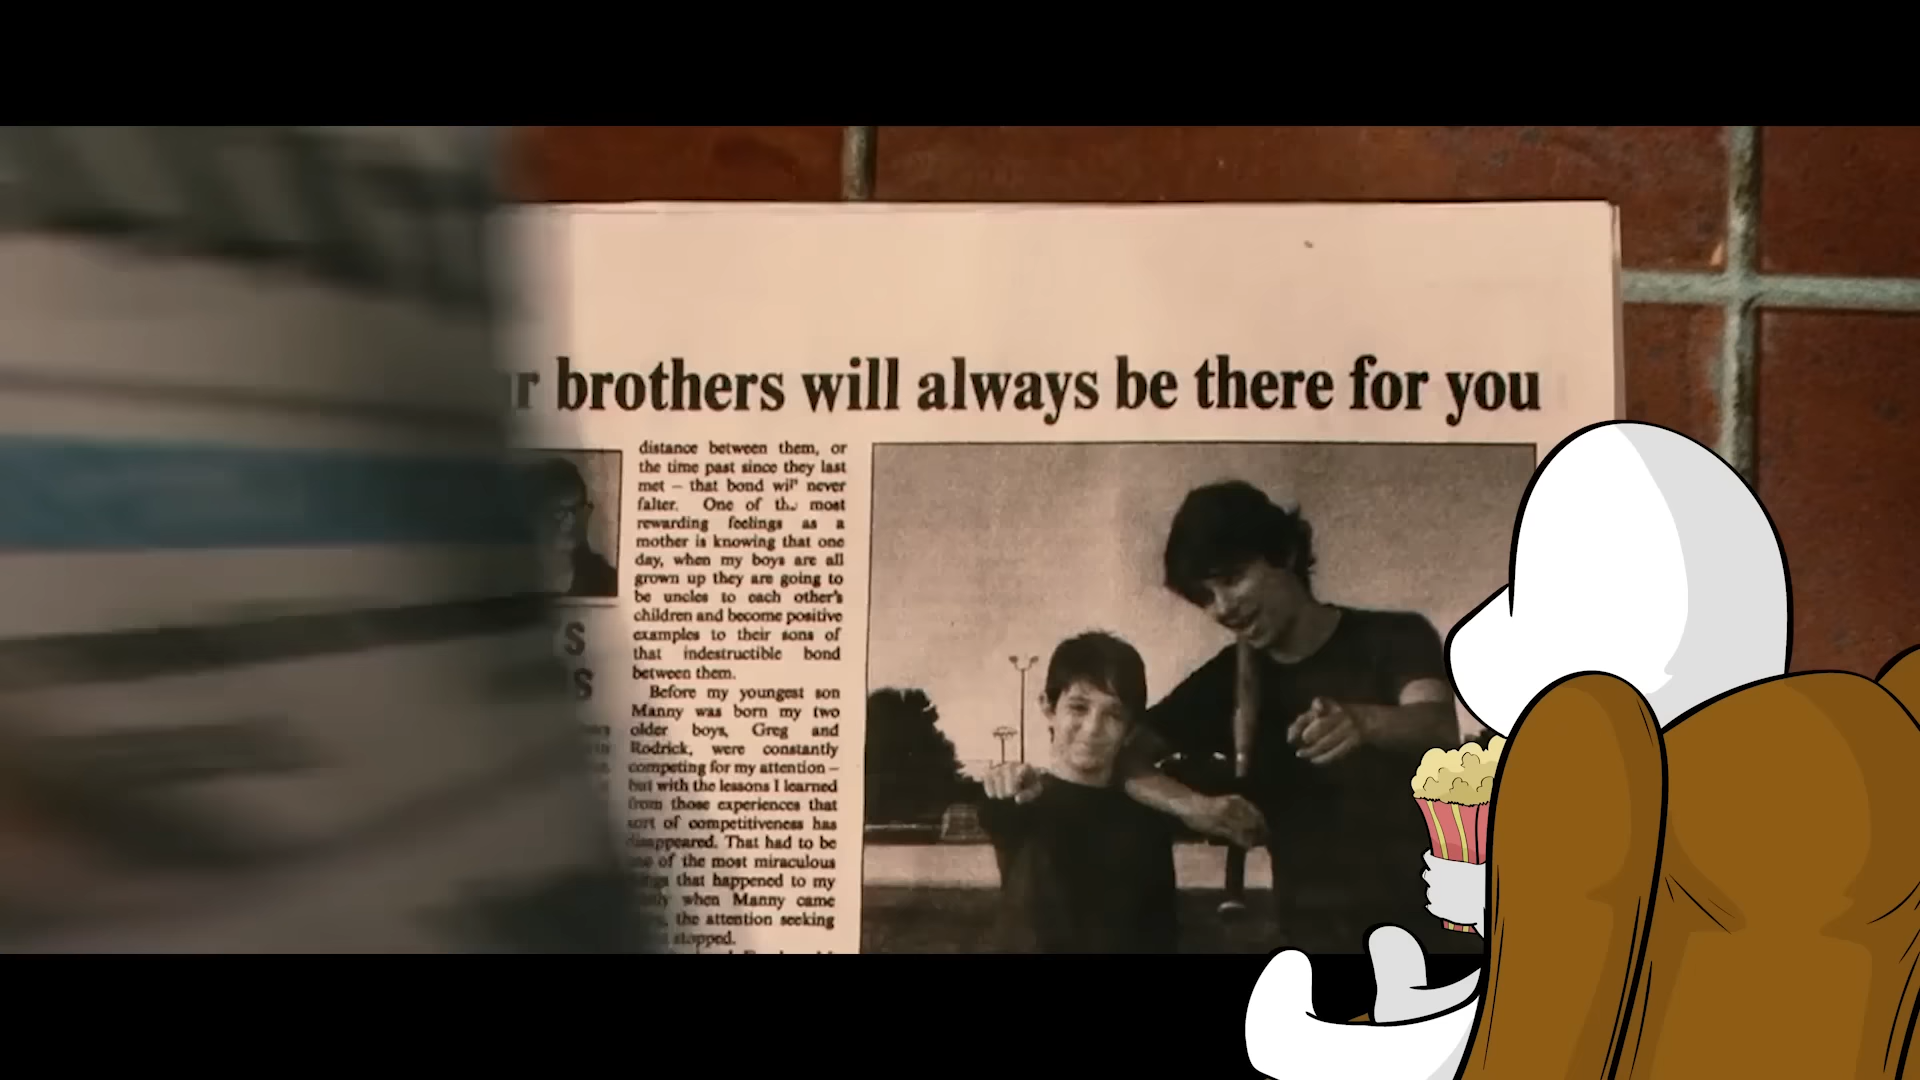 brothers will always be there for you
distance between them, or
the time past since they last
met – that bond will never
falter. One of the most
rewarding feelings as a
mother is knowing that one
day, when my boys are all
grown up they are going to
be uncles to each other's
children and become positive
examples to their sons of
that indestructible bond
between them.
Before my youngest son
Manny was born my two
older boys, Greg and
Rodrick, were constantly
competing for my attention –
but with the lessons I learned
from those experiences that
sort of competitiveness has
disappeared. That had to be
of the most miraculous
that happened to my
when Manny came
the attention seeking
stopped.